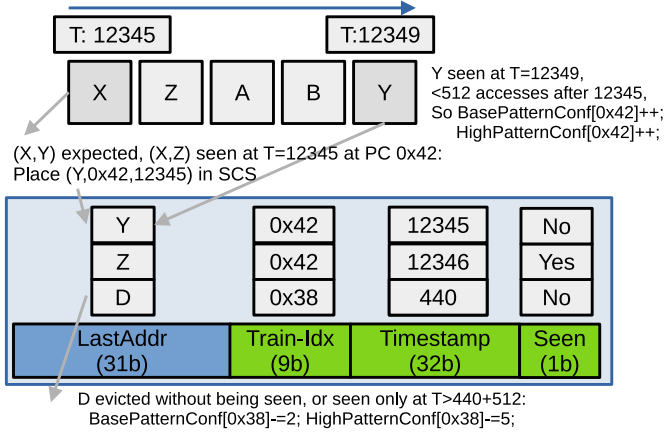 T: 12345
T:12349
X Z A B Y
Y seen at T=12349,
<512 accesses after 12345,
So BasePatternConf[0x42]++;
HighPatternConf[0x42]++;
(X,Y) expected, (X,Z) seen at T=12345 at PC 0x42:
Place (Y,0x42,12345) in SCS
Y 0x42 12345 No
Z 0x42 12346 Yes
D 0x38 440 No
LastAddr Train-Idx Timestamp Seen
(31b) (9b) (32b) (1b)
D evicted without being seen, or seen only at T>440+512:
BasePatternConf[0x38]-=2; HighPatternConf[0x38]-=5;